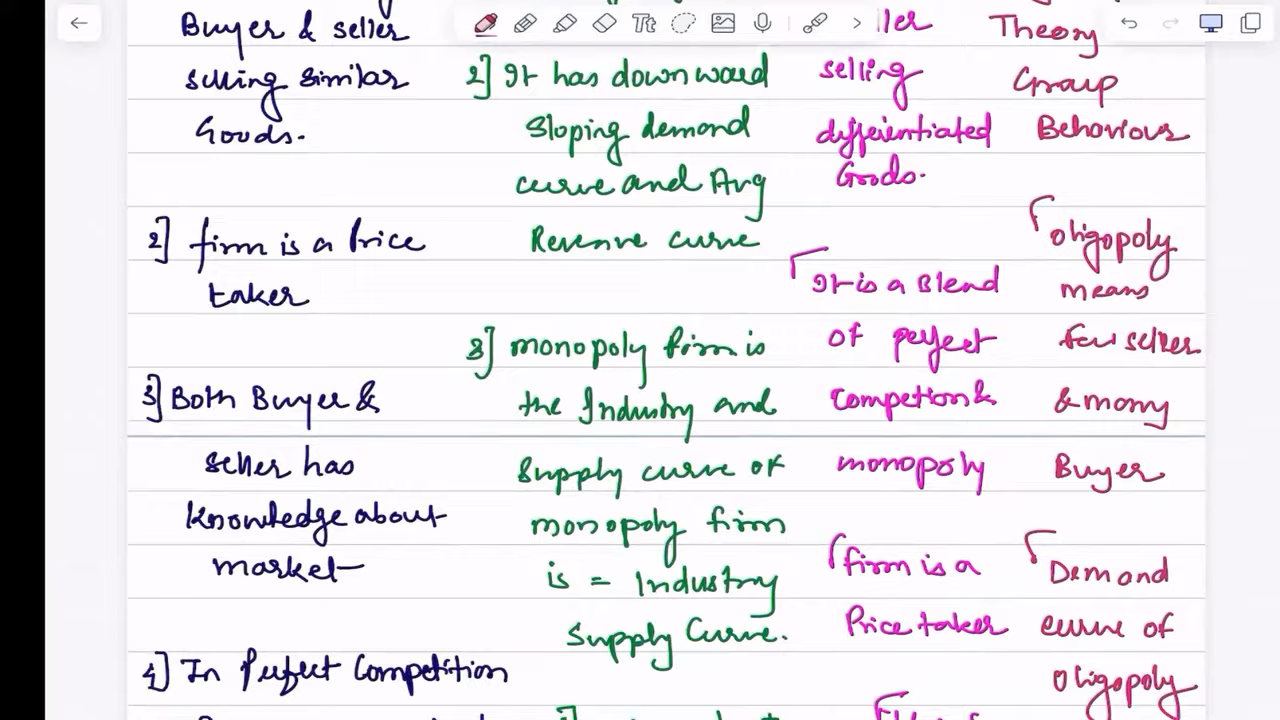 Buyer & seller
selling similar
Goods.
2] firm is a Price
taker
3] Both Buyer &
seller has
knowledge about
market
4] In Perfect Competition
2] It has downward
sloping demand
curve and Avg
Revenue curve
3] monopoly firm is
the Industry and
supply curve of
monopoly firm
is = Industry
supply Curve.
selling
differentiated
Goods.
It is a Blend
of perfect
competion &
monopoly
firm is a
Price taker
Theory
Group
Behaviour
oligopoly
means
few seller
& many
Buyer
Demand
curve of
oligopoly
Tt